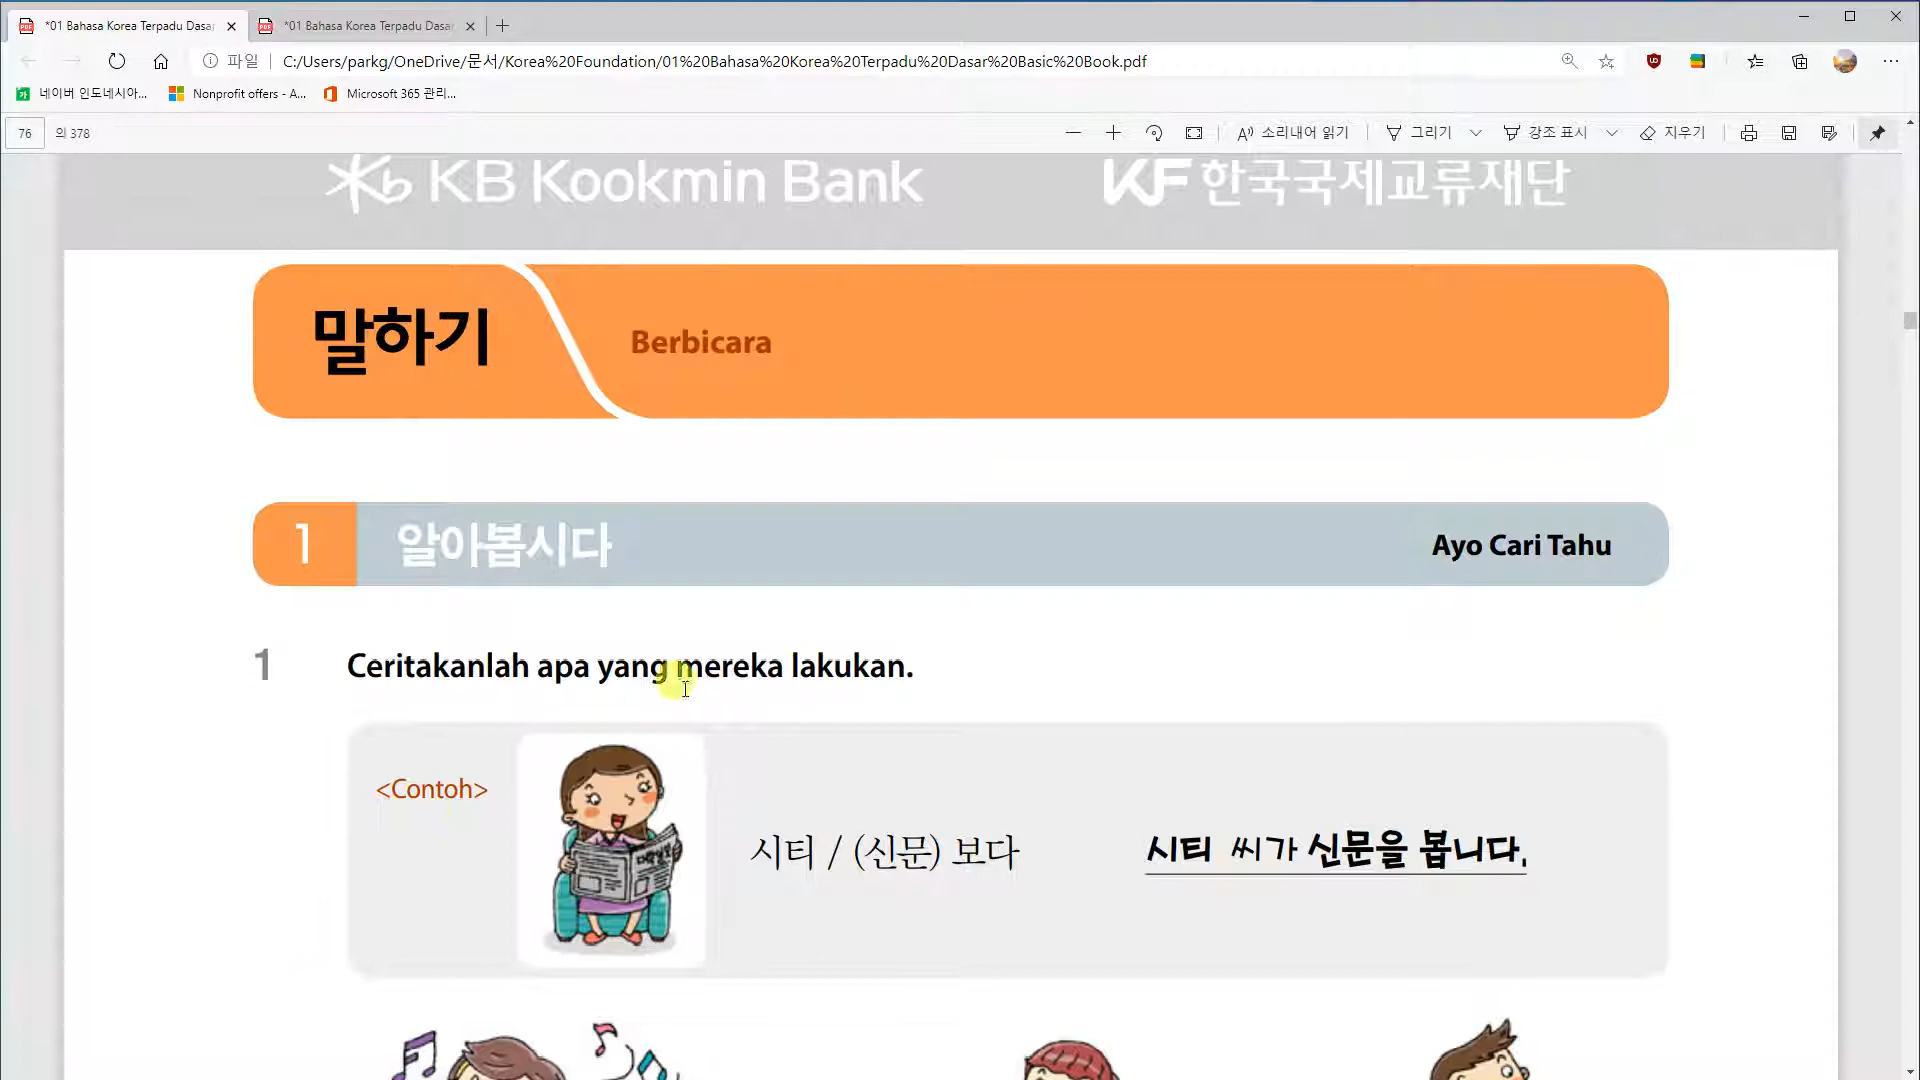 *01 Bahasa Korea Terpadu Dasar
*01 Bahasa Korea Terpadu Dasar
파일 C:/Users/parkg/OneDrive/문서/Korea%20Foundation/01%20Bahasa%20Korea%20Terpadu%20Dasar%20Basic%20Book.pdf
네이버 인도네시아... Nonprofit offers - A... Microsoft 365 관리...
76 의 378 소리내어 읽기 그리기 강조 표시 지우기
KB Kookmin Bank KF 한국국제교류재단
말하기 Berbicara
1 알아봅시다 Ayo Cari Tahu
1 Ceritakanlah apa yang mereka lakukan.
<Contoh>
시티 / (신문) 보다 시티 씨가 신문을 봅니다.